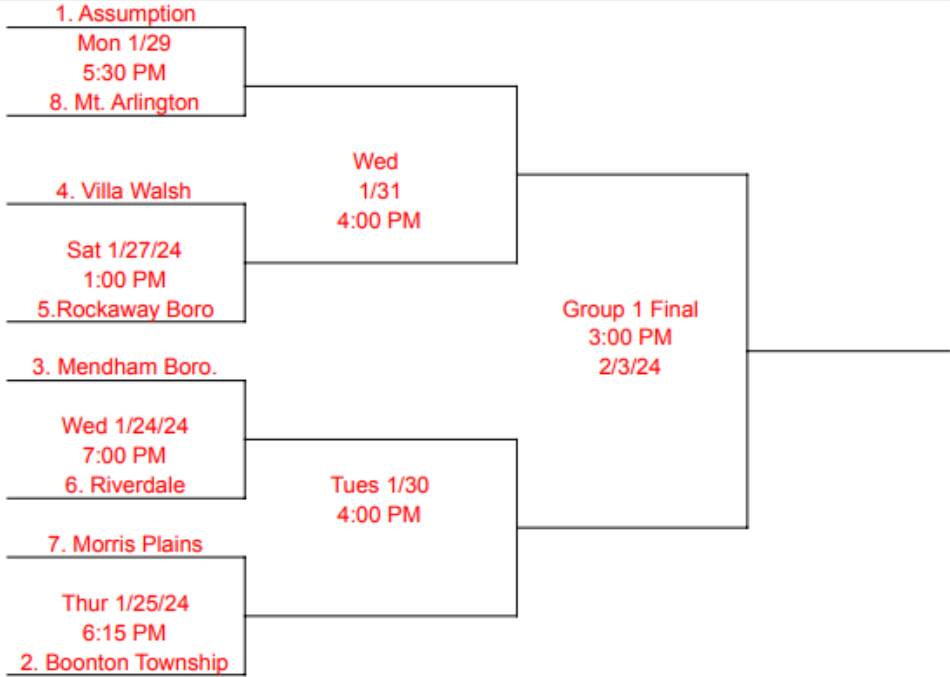 1. Assumption
Mon 1/29
5:30 PM
8. Mt. Arlington
4. Villa Walsh
Sat 1/27/24
1:00 PM
5.Rockaway Boro
3. Mendham Boro.
Wed 1/24/24
7:00 PM
6. Riverdale
7. Morris Plains
Thur 1/25/24
6:15 PM
2. Boonton Township
Wed
1/31
4:00 PM
Tues 1/30
4:00 PM
Group 1 Final
3:00 PM
2/3/24